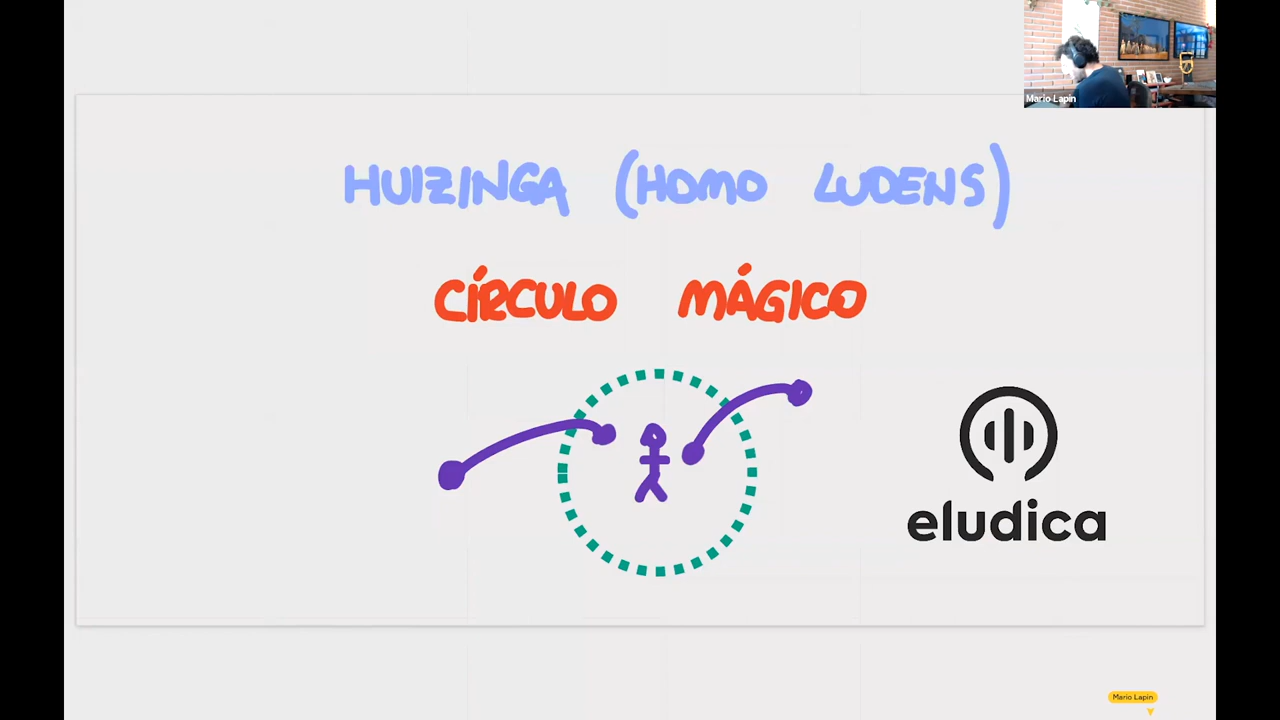 Mario Lapin
HUIZINGA (HOMO LUDENS)
CÍRCULO MÁGICO
eludica
Mario Lapin